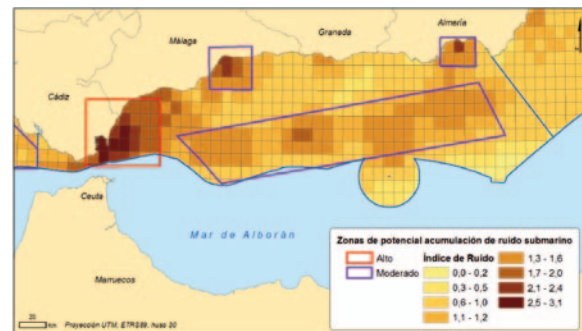 Almería
Granada
Málaga
Cádiz
Ceuta
Mar de Alborán
Marruecos
Zonas de potencial acumulación de ruido submarino
Alto
Moderado
Índice de Ruido
0,0 - 0,2
0,3 - 0,5
0,6 - 1,0
1,1 - 1,2
1,3 - 1,6
1,7 - 2,0
2,1 - 2,4
2,5 - 3,1
Proyección UTM, ETRS89, huso 30